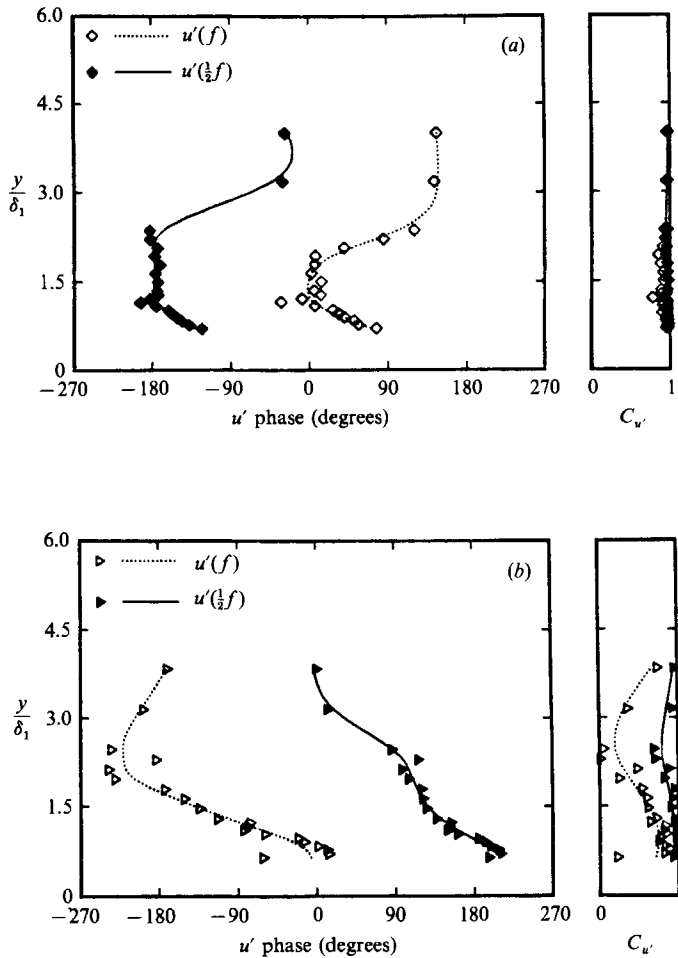 6.0
u′(f)
(a)
u′(½f)
4.5
y/δ₁
3.0
1.5
0
−270 −180 −90 0 90 180 270
0 1
u′ phase (degrees)
C_u′
6.0
u′(f)
(b)
u′(½f)
4.5
y/δ₁
3.0
1.5
0
−270 −180 −90 0 90 180 270
0
u′ phase (degrees)
C_u′